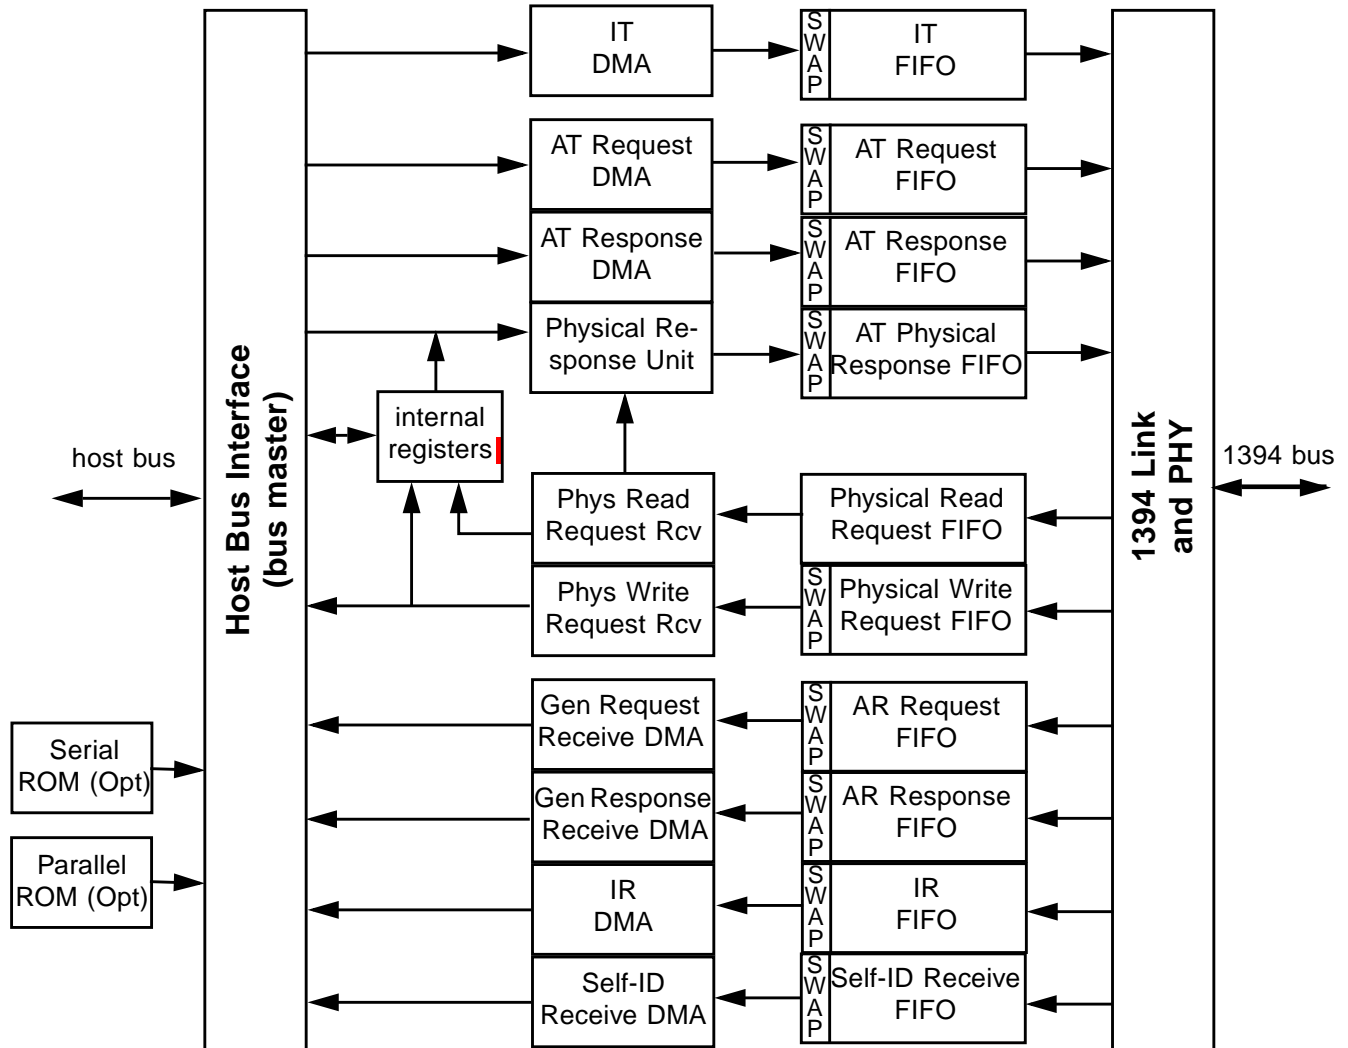 IT
DMA
SWAP
IT
FIFO
AT Request
DMA
SWAP
AT Request
FIFO
AT Response
DMA
SWAP
AT Response
FIFO
Physical Re-
sponse Unit
SWAP
AT Physical
Response FIFO
internal
registers
host bus
Host Bus Interface
(bus master)
1394 Link
and PHY
1394 bus
Phys Read
Request Rcv
Physical Read
Request FIFO
Phys Write
Request Rcv
SWAP
Physical Write
Request FIFO
Gen Request
Receive DMA
SWAP
AR Request
FIFO
Serial
ROM (Opt)
Gen Response
Receive DMA
SWAP
AR Response
FIFO
Parallel
ROM (Opt)
IR
DMA
SWAP
IR
FIFO
Self-ID
Receive DMA
SWAP
Self-ID Receive
FIFO